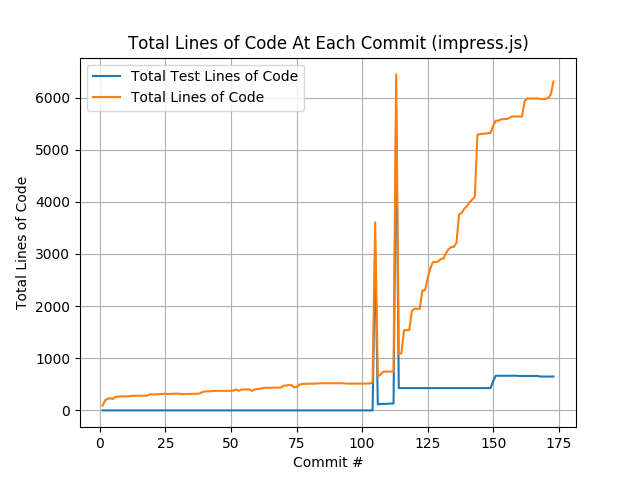 Total Lines of Code At Each Commit (impress.js)
Total Test Lines of Code
Total Lines of Code
Total Lines of Code
6000
5000
4000
3000
2000
1000
0
0 25 50 75 100 125 150 175
Commit #